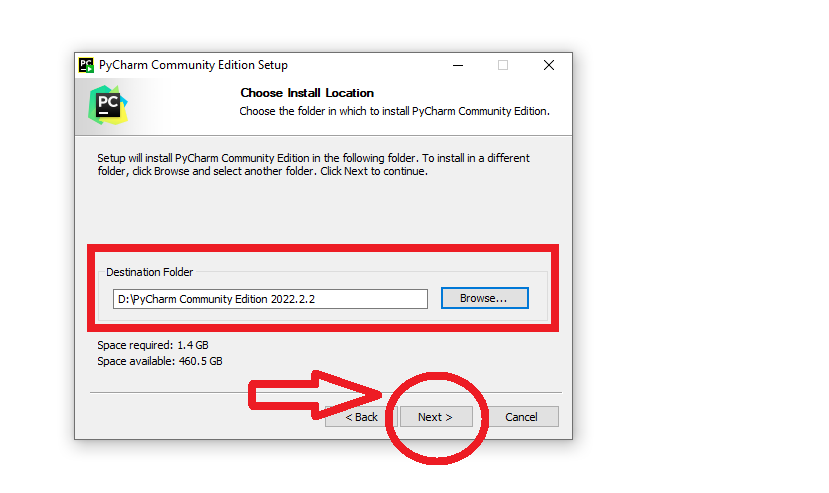 PC
PyCharm Community Edition Setup
PC
Choose Install Location
Choose the folder in which to install PyCharm Community Edition.
Setup will install PyCharm Community Edition in the following folder. To install in a different
folder, click Browse and select another folder. Click Next to continue.
Destination Folder
D:\PyCharm Community Edition 2022.2.2
Browse...
Space required: 1.4 GB
Space available: 460.5 GB
< Back
Next >
Cancel